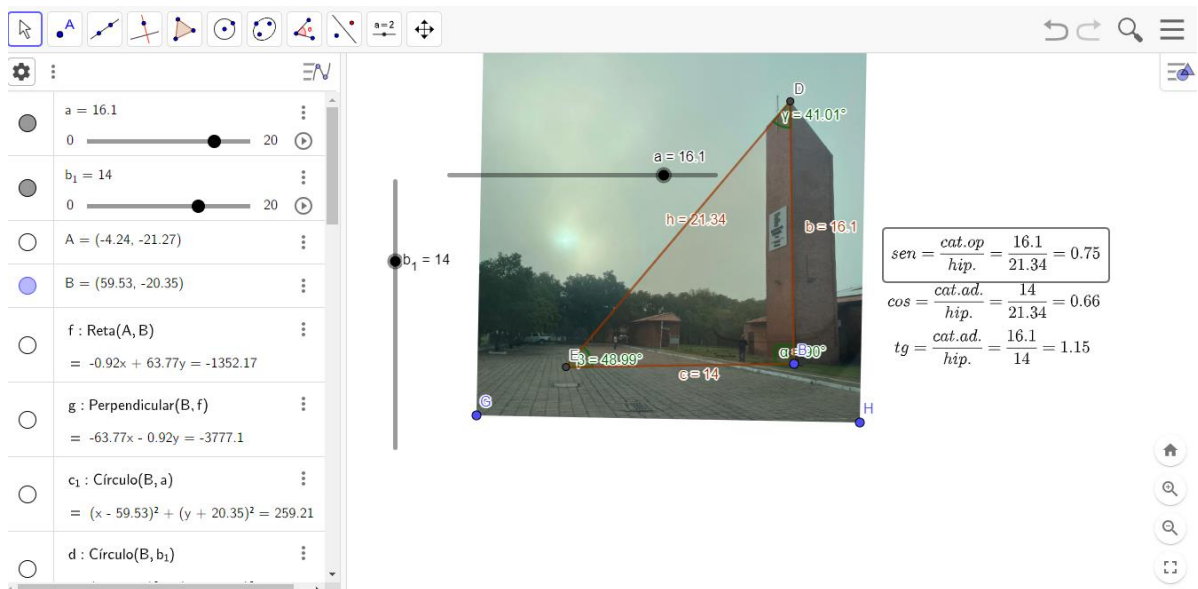 A
a=2
a = 16.1
0
20
b₁ = 14
0
20
A = (-4.24, -21.27)
B = (59.53, -20.35)
f : Reta(A, B)
= -0.92x + 63.77y = -1352.17
g : Perpendicular(B, f)
= -63.77x - 0.92y = -3777.1
c₁ : Círculo(B, a)
= (x - 59.53)² + (y + 20.35)² = 259.21
d : Círculo(B, b₁)
D
γ = 41.01°
a = 16.1
h = 21.34
b = 16.1
b₁ = 14
E
= 48.99°
α
B
90°
c = 14
G
H
sen = cat.op / hip. = 16.1 / 21.34 = 0.75
cos = cat.ad. / hip. = 14 / 21.34 = 0.66
tg = cat.ad. / hip. = 16.1 / 14 = 1.15